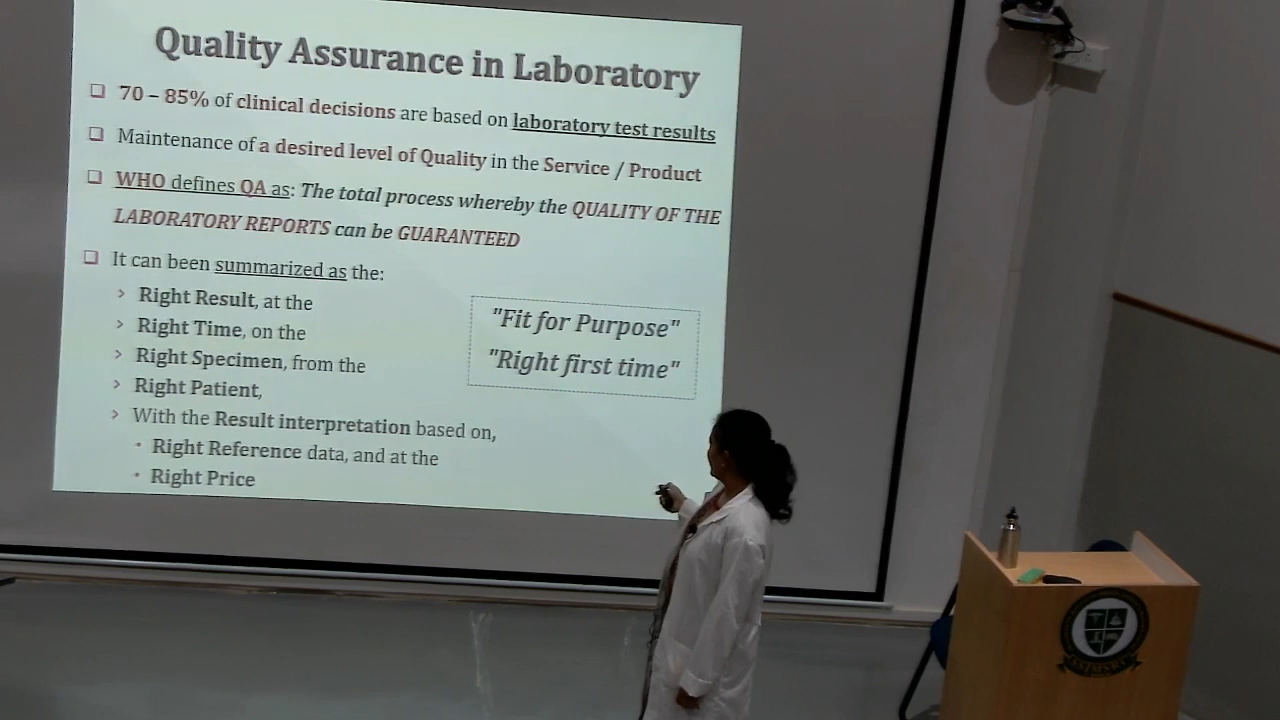 Quality Assurance in Laboratory
❑ 70 – 85% of clinical decisions are based on laboratory test results
❑ Maintenance of a desired level of Quality in the Service / Product
❑ WHO defines QA as: The total process whereby the QUALITY OF THE
LABORATORY REPORTS can be GUARANTEED
❑ It can been summarized as the:
› Right Result, at the
› Right Time, on the
› Right Specimen, from the
› Right Patient,
› With the Result interpretation based on,
• Right Reference data, and at the
• Right Price
"Fit for Purpose"
"Right first time"